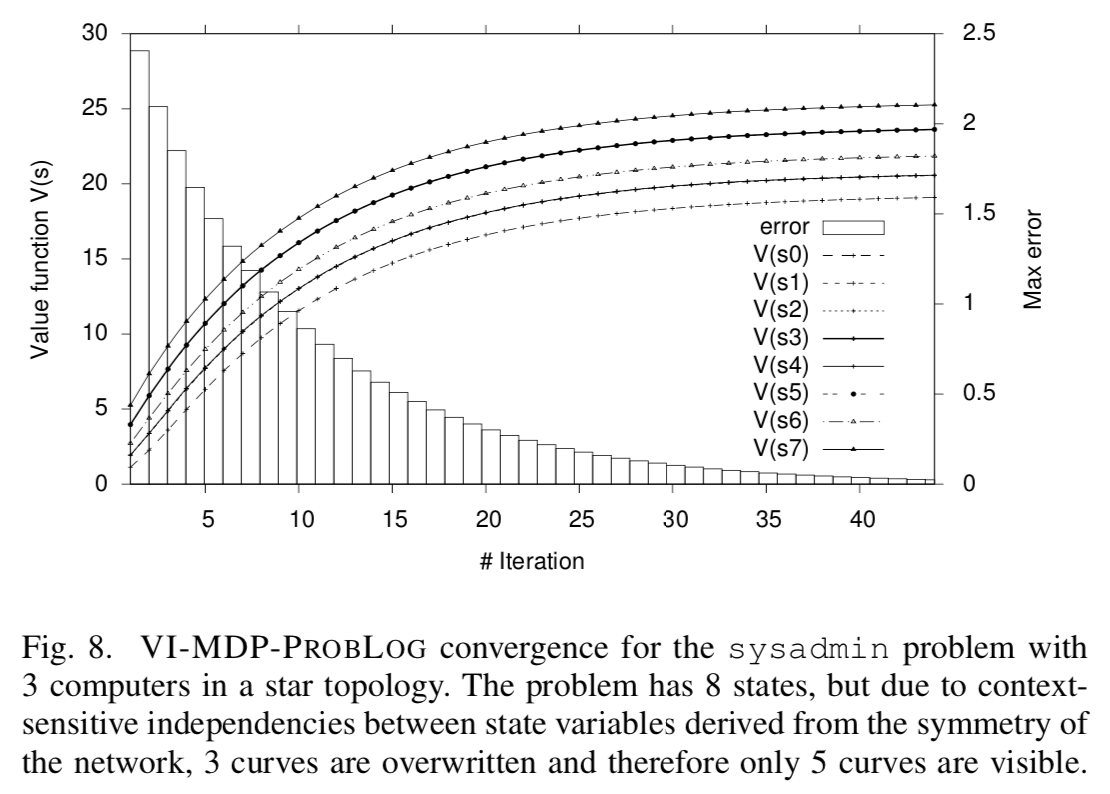 30
25
20
15
10
5
0
Value function V(s)
2.5
2
1.5
1
0.5
0
Max error
error
V(s0)
V(s1)
V(s2)
V(s3)
V(s4)
V(s5)
V(s6)
V(s7)
5 10 15 20 25 30 35 40
# Iteration
Fig. 8. VI-MDP-PROBLOG convergence for the sysadmin problem with
3 computers in a star topology. The problem has 8 states, but due to context-
sensitive independencies between state variables derived from the symmetry of
the network, 3 curves are overwritten and therefore only 5 curves are visible.